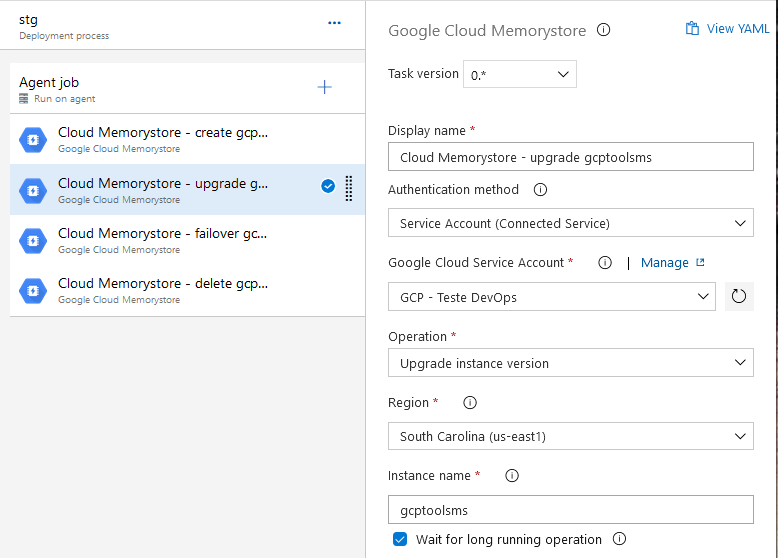 stg
Deployment process
Agent job
Run on agent
Cloud Memorystore - create gcp...
Google Cloud Memorystore
Cloud Memorystore - upgrade g...
Google Cloud Memorystore
Cloud Memorystore - failover gc...
Google Cloud Memorystore
Cloud Memorystore - delete gcp...
Google Cloud Memorystore
Google Cloud Memorystore
View YAML
Task version 0.*
Display name *
Cloud Memorystore - upgrade gcptoolsms
Authentication method
Service Account (Connected Service)
Google Cloud Service Account * | Manage
GCP - Teste DevOps
Operation *
Upgrade instance version
Region *
South Carolina (us-east1)
Instance name *
gcptoolsms
Wait for long running operation